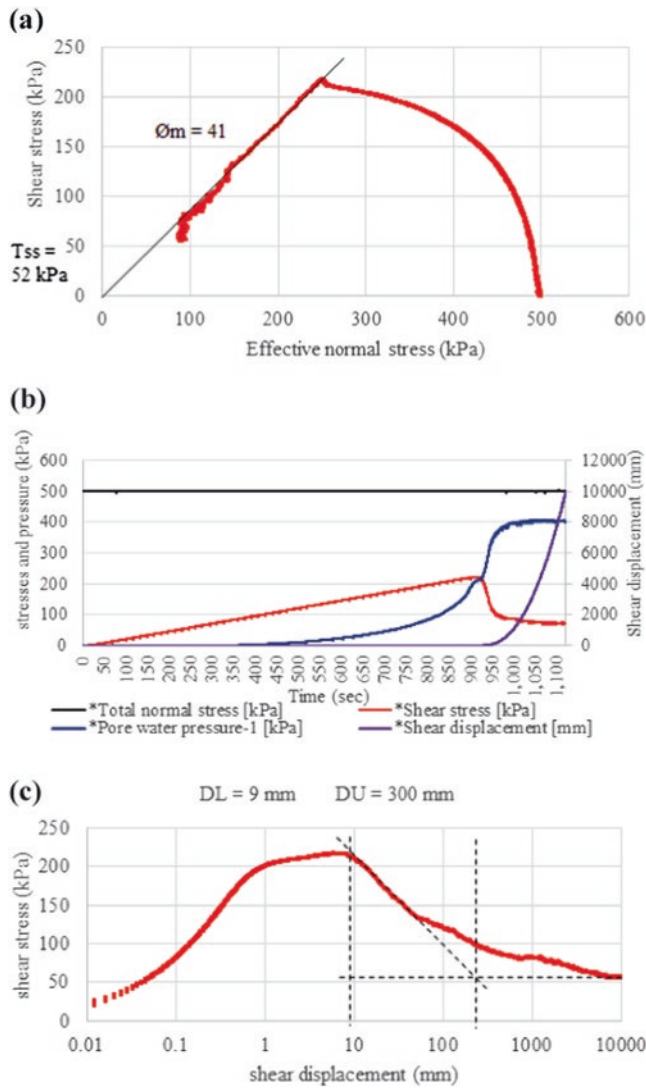 (a)
250
200
150
100
50
0
Shear stress (kPa)
Øm = 41
Tss =
52 kPa
0 100 200 300 400 500 600
Effective normal stress (kPa)
(b)
600
500
400
300
200
100
0
stresses and pressure (kPa)
12000
10000
8000
6000
4000
2000
0
Shear displacement (mm)
0 50 100 150 200 250 300 350 400 450 500 550 600 650 700 750 800 850 900 950 1,000 1,050 1,100
Time (sec)
*Total normal stress [kPa] *Shear stress [kPa]
*Pore water pressure-1 [kPa] *Shear displacement [mm]
(c)
DL = 9 mm DU = 300 mm
250
200
150
100
50
0
shear stress (kPa)
0.01 0.1 1 10 100 1000 10000
shear displacement (mm)